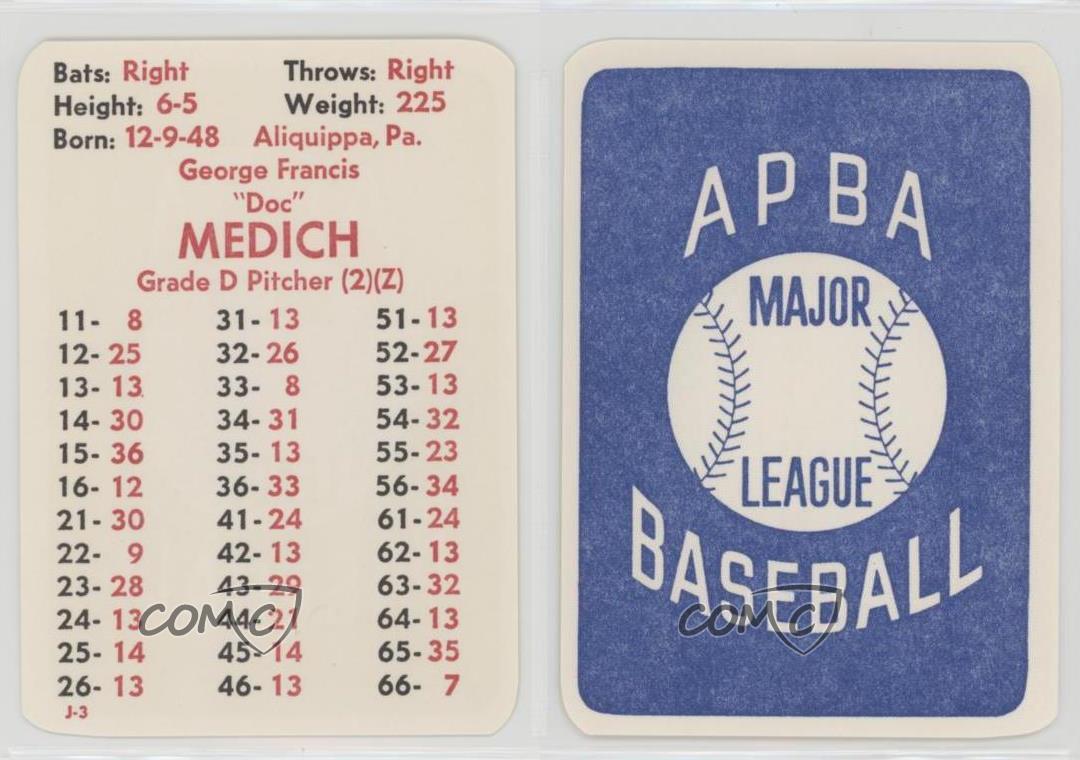 Bats: Right Throws: Right
Height: 6-5 Weight: 225
Born: 12-9-48 Aliquippa, Pa.
George Francis
"Doc"
MEDICH
Grade D Pitcher (2)(Z)
11- 8 31- 13 51- 13
12- 25 32- 26 52- 27
13- 13 33- 8 53- 13
14- 30 34- 31 54- 32
15- 36 35- 13 55- 23
16- 12 36- 33 56- 34
21- 30 41- 24 61- 24
22- 9 42- 13 62- 13
23- 28 43- 29 63- 32
24- 13 44- 21 64- 13
25- 14 45- 14 65- 35
26- 13 46- 13 66- 7
J-3
COMC
APBA
MAJOR
LEAGUE
BASEBALL
COMC